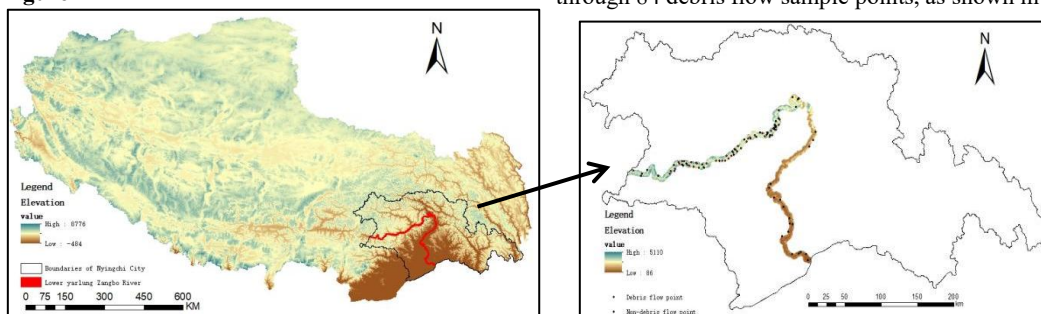 through 84 debris flow sample points, as shown in
N
Legend
Elevation
value
High : 8776
Low : -484
Boundaries of Nyingchi City
Lower yarlung Zangbo River
0 75 150 300 450 600
KM
N
Legend
Elevation
value
High : 5130
Low : 86
Debris flow point
Non-debris flow point
0 25 50 100 150 200
km